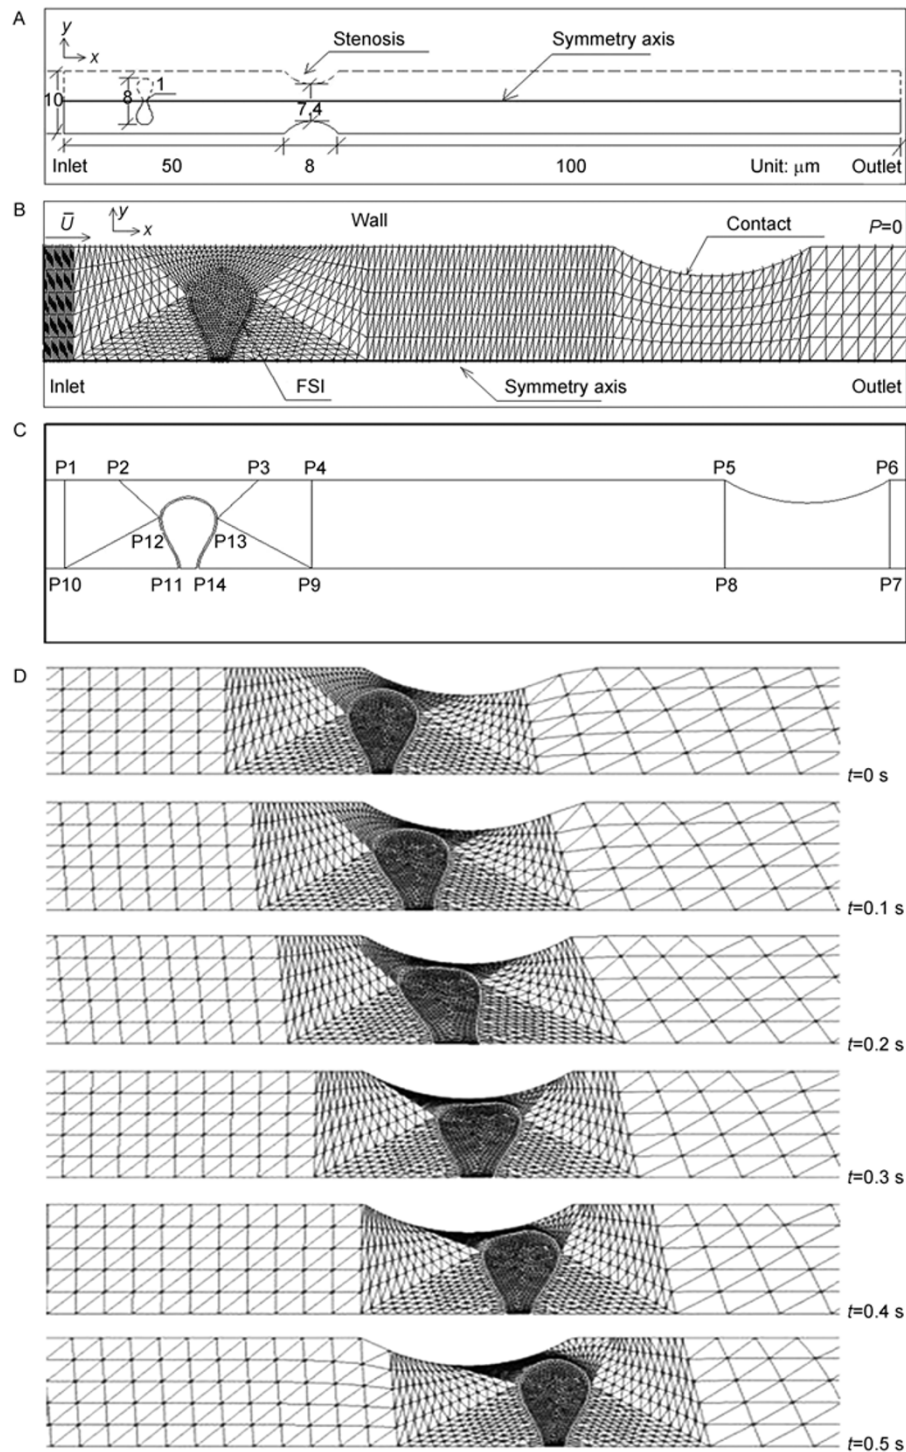 A
y
x
Stenosis
Symmetry axis
10
8
1
7.4
Inlet
50
8
100
Unit: μm
Outlet
B
U̅
y
x
Wall
Contact
P=0
Inlet
FSI
Symmetry axis
Outlet
C
P1 P2 P3 P4 P5 P6
P12 P13
P10 P11 P14 P9 P8 P7
D
t=0 s
t=0.1 s
t=0.2 s
t=0.3 s
t=0.4 s
t=0.5 s